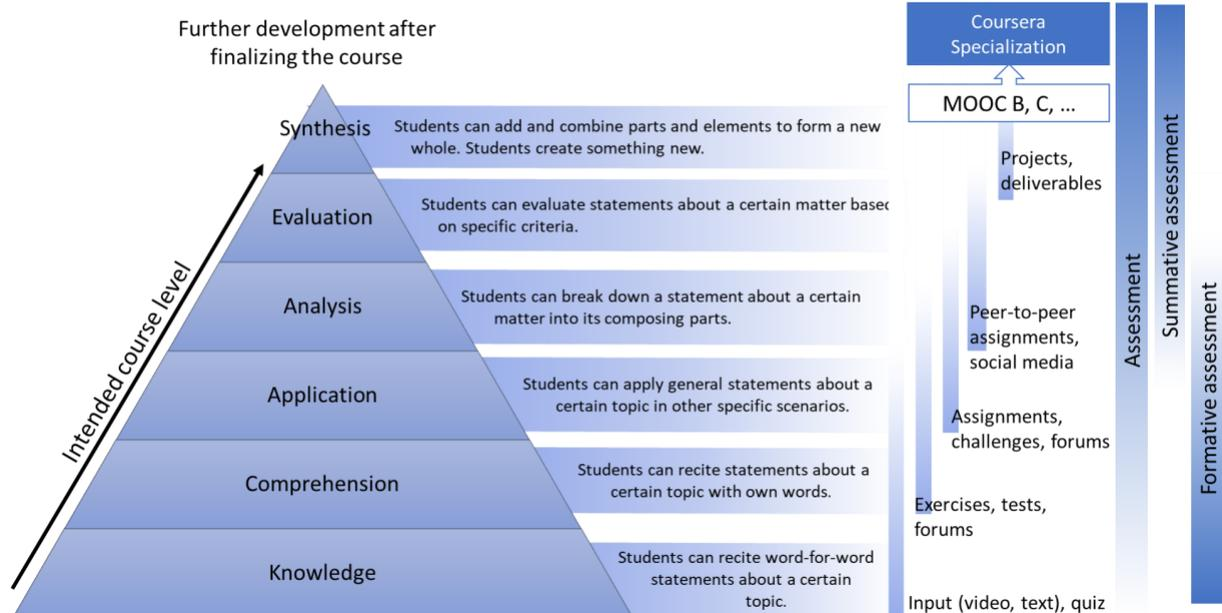 Further development after
finalizing the course
Coursera
Specialization
MOOC B, C, ...
Synthesis
Students can add and combine parts and elements to form a new
whole. Students create something new.
Projects,
deliverables
Evaluation
Students can evaluate statements about a certain matter based
on specific criteria.
Analysis
Students can break down a statement about a certain
matter into its composing parts.
Peer-to-peer
assignments,
social media
Application
Students can apply general statements about a
certain topic in other specific scenarios.
Assignments,
challenges, forums
Comprehension
Students can recite statements about a
certain topic with own words.
Exercises, tests,
forums
Knowledge
Students can recite word-for-word
statements about a certain
topic.
Input (video, text), quiz
Intended course level
Assessment
Summative assessment
Formative assessment